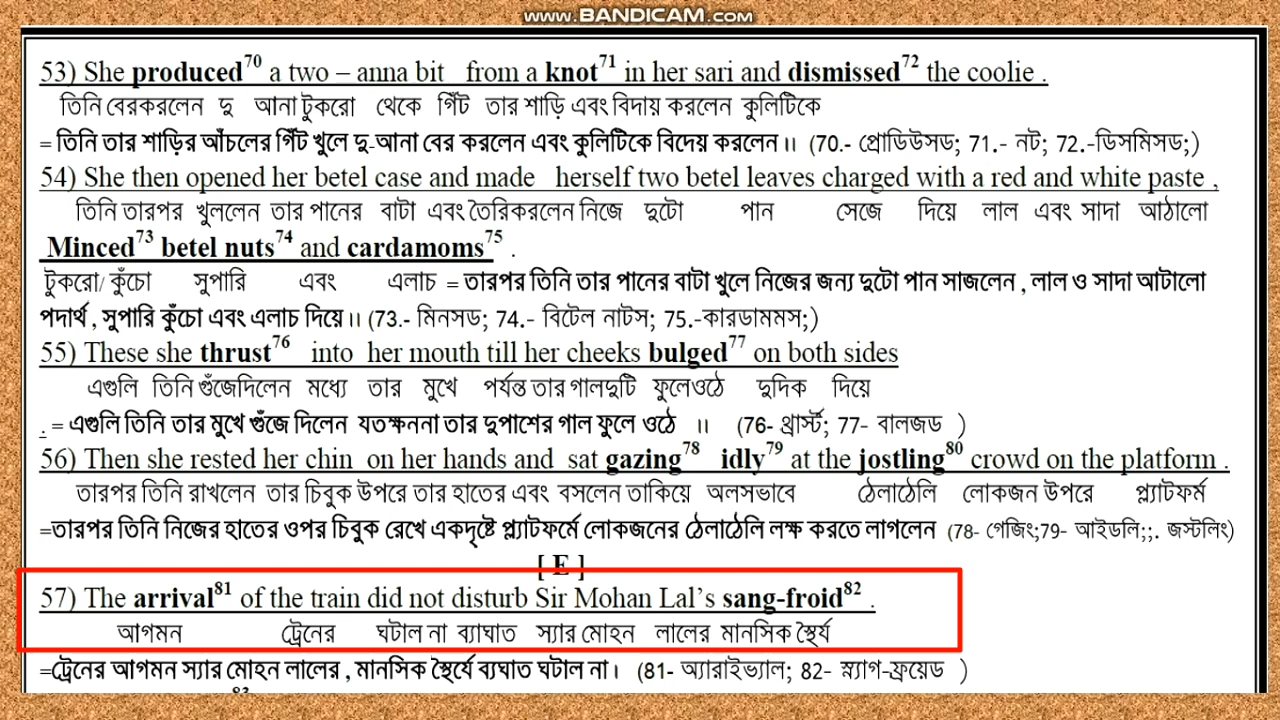 www.BANDICAM.com
53) She produced70 a two – anna bit from a knot71 in her sari and dismissed72 the coolie .
তিনি বেরকরলেন দু আনা টুকরো থেকে গিঁট তার শাড়ি এবং বিদায় করলেন কুলিটিকে
= তিনি তার শাড়ির আঁচলের গিঁট খুলে দু-আনা বের করলেন এবং কুলিটিকে বিদেয় করলেন।। (70.- প্রোডিউসড; 71.- নট; 72.-ডিসমিসড;)
54) She then opened her betel case and made herself two betel leaves charged with a red and white paste ,
তিনি তারপর খুললেন তার পানের বাটা এবং তৈরিকরলেন নিজে দুটো পান সেজে দিয়ে লাল এবং সাদা আঠালো
Minced73 betel nuts74 and cardamoms75 .
টুকরো/ কুঁচো সুপারি এবং এলাচ = তারপর তিনি তার পানের বাটা খুলে নিজের জন্য দুটো পান সাজলেন , লাল ও সাদা আটালো
পদার্থ , সুপারি কুঁচো এবং এলাচ দিয়ে।। (73.- মিনসড; 74.- বিটেল নাটস; 75.-কারডামমস;)
55) These she thrust76 into her mouth till her cheeks bulged77 on both sides
এগুলি তিনি গুঁজেদিলেন মধ্যে তার মুখে পর্যন্ত তার গালদুটি ফুলেওঠে দুদিক দিয়ে
. = এগুলি তিনি তার মুখে গুঁজে দিলেন যতক্ষননা তার দুপাশের গাল ফুলে ওঠে ।। (76- থ্রার্স্ট; 77- বালজড )
56) Then she rested her chin on her hands and sat gazing78 idly79 at the jostling80 crowd on the platform .
তারপর তিনি রাখলেন তার চিবুক উপরে তার হাতের এবং বসলেন তাকিয়ে অলসভাবে ঠেলাঠেলি লোকজন উপরে প্ল্যাটফর্ম
=তারপর তিনি নিজের হাতের ওপর চিবুক রেখে একদৃষ্টে প্ল্যাটফর্মে লোকজনের ঠেলাঠেলি লক্ষ করতে লাগলেন (78- গেজিং;79- আইডলি;;. জস্টলিং)
[ E ]
57) The arrival81 of the train did not disturb Sir Mohan Lal’s sang-froid82 .
আগমন ট্রেনের ঘটাল না ব্যাঘাত স্যার মোহন লালের মানসিক স্থৈর্য
=ট্রেনের আগমন স্যার মোহন লালের , মানসিক স্থৈর্যে ব্যঘাত ঘটাল না। (81- অ্যারাইভ্যাল; 82- স্ন্যাগ-ফ্রয়েড )